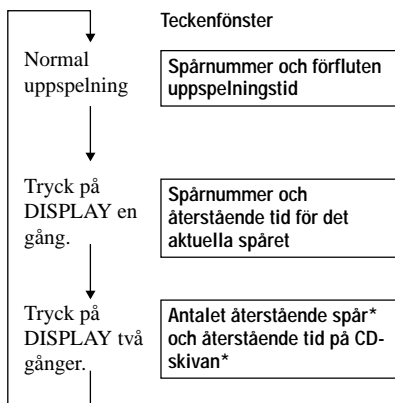 Teckenfönster
Normal
uppspelning
Spårnummer och förfluten
uppspelningstid
Tryck på
DISPLAY en
gång.
Spårnummer och
återstående tid för det
aktuella spåret
Tryck på
DISPLAY två
gånger.
Antalet återstående spår*
och återstående tid på CD-
skivan*